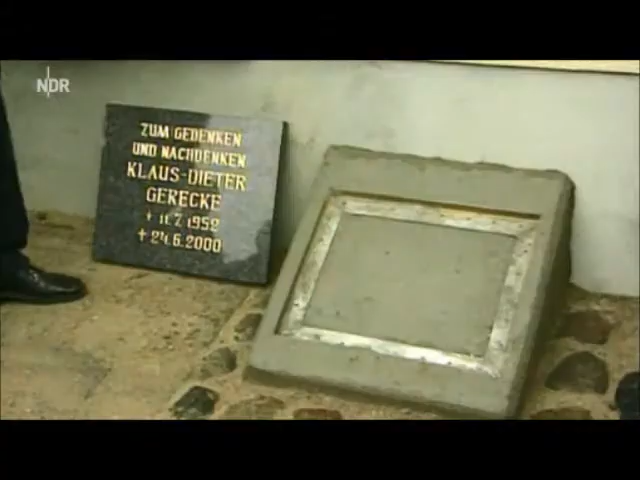 NDR
ZUM GEDENKEN
UND NACHDENKEN
KLAUS-DIETER
GERECKE
* 11.7.1952
† 24.6.2000